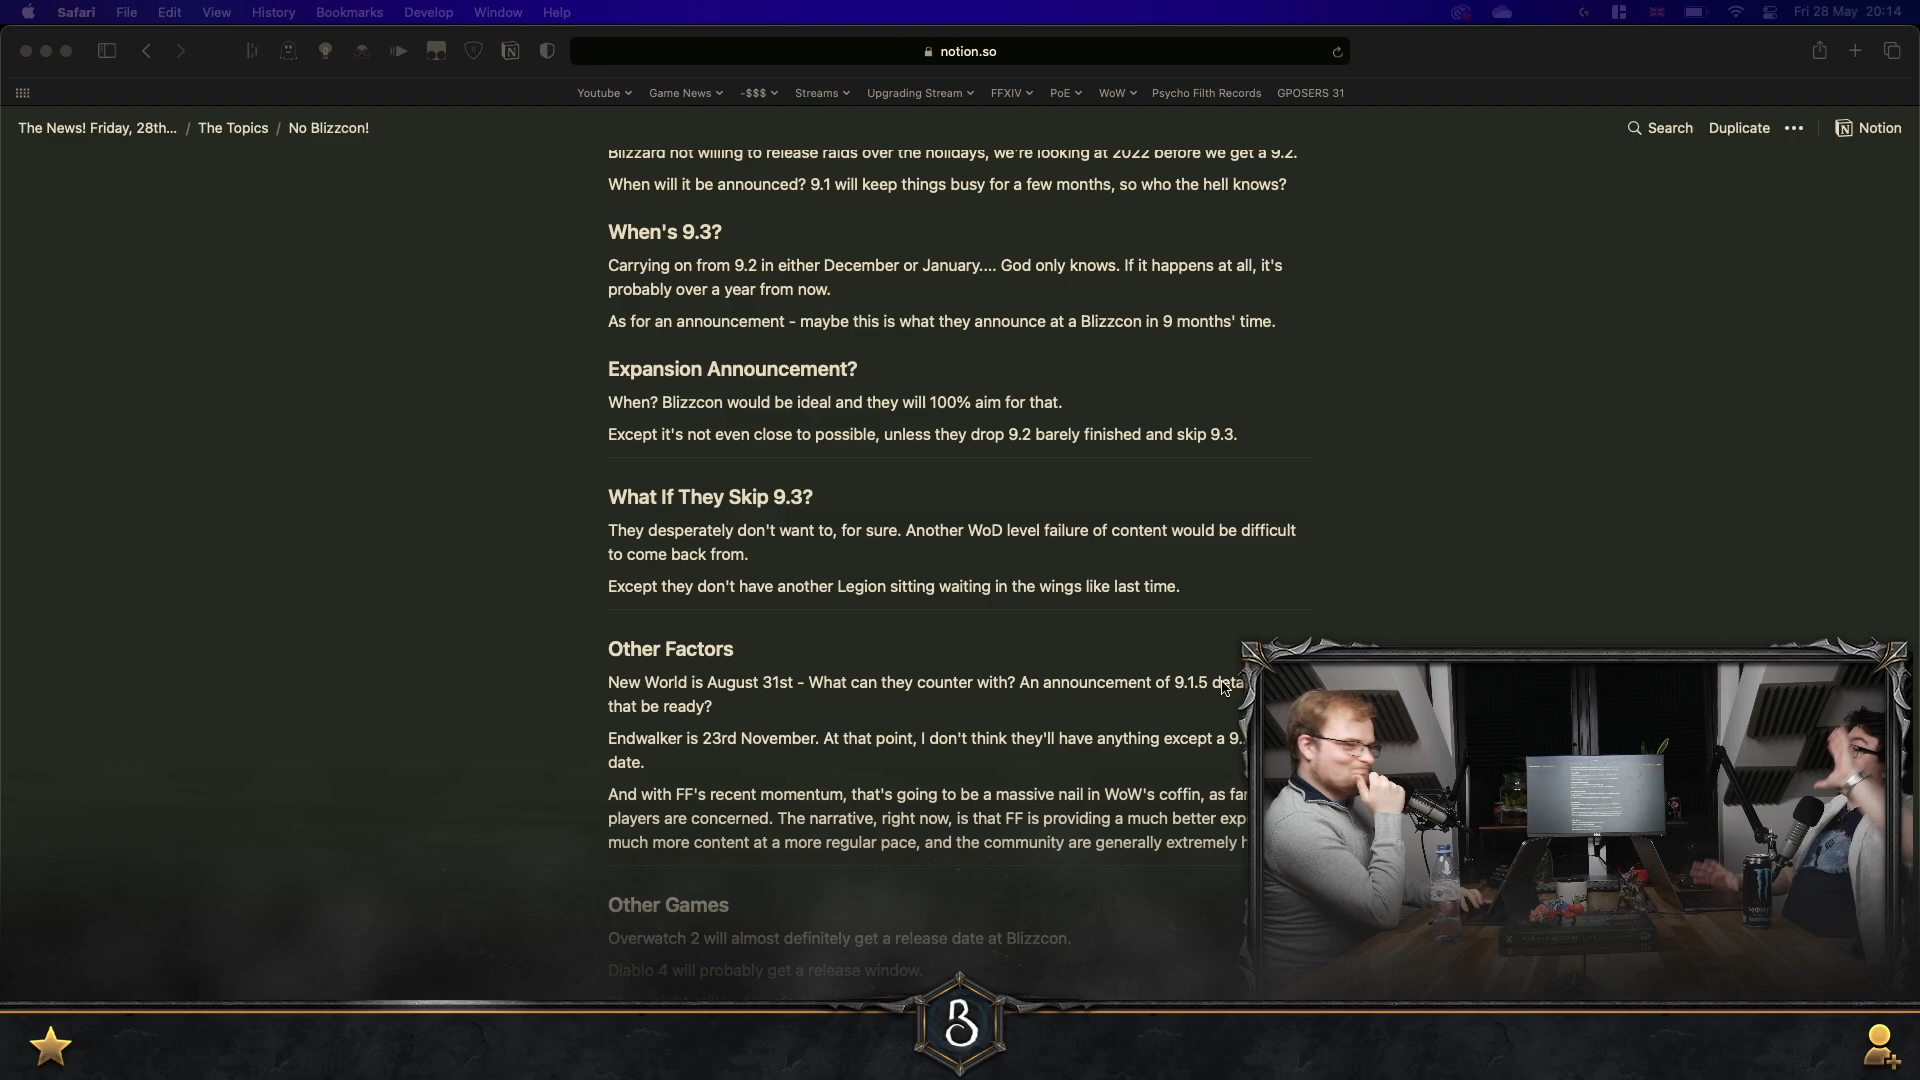 Safari File Edit View History Bookmarks Develop Window Help Fri 28 May 20:14
notion.so
Youtube Game News -$$$ Streams Upgrading Stream FFXIV PoE WoW Psycho Filth Records GPOSERS 31
The News! Friday, 28th... / The Topics / No Blizzcon! Search Duplicate ••• Notion
Blizzard not willing to release raids over the holidays, we're looking at 2022 before we get a 9.2.
When will it be announced? 9.1 will keep things busy for a few months, so who the hell knows?
When's 9.3?
Carrying on from 9.2 in either December or January.... God only knows. If it happens at all, it's
probably over a year from now.
As for an announcement - maybe this is what they announce at a Blizzcon in 9 months' time.
Expansion Announcement?
When? Blizzcon would be ideal and they will 100% aim for that.
Except it's not even close to possible, unless they drop 9.2 barely finished and skip 9.3.
What If They Skip 9.3?
They desperately don't want to, for sure. Another WoD level failure of content would be difficult
to come back from.
Except they don't have another Legion sitting waiting in the wings like last time.
Other Factors
New World is August 31st - What can they counter with? An announcement of 9.1.5
that be ready?
Endwalker is 23rd November. At that point, I don't think they'll have anything except a 9.
date.
And with FF's recent momentum, that's going to be a massive nail in WoW's coffin, as
players are concerned. The narrative, right now, is that FF is providing a much better
much more content at a more regular pace, and the community are generally extremely
Other Games
Overwatch 2 will almost definitely get a release date at Blizzcon.
Diablo 4 will probably get a release window.
B